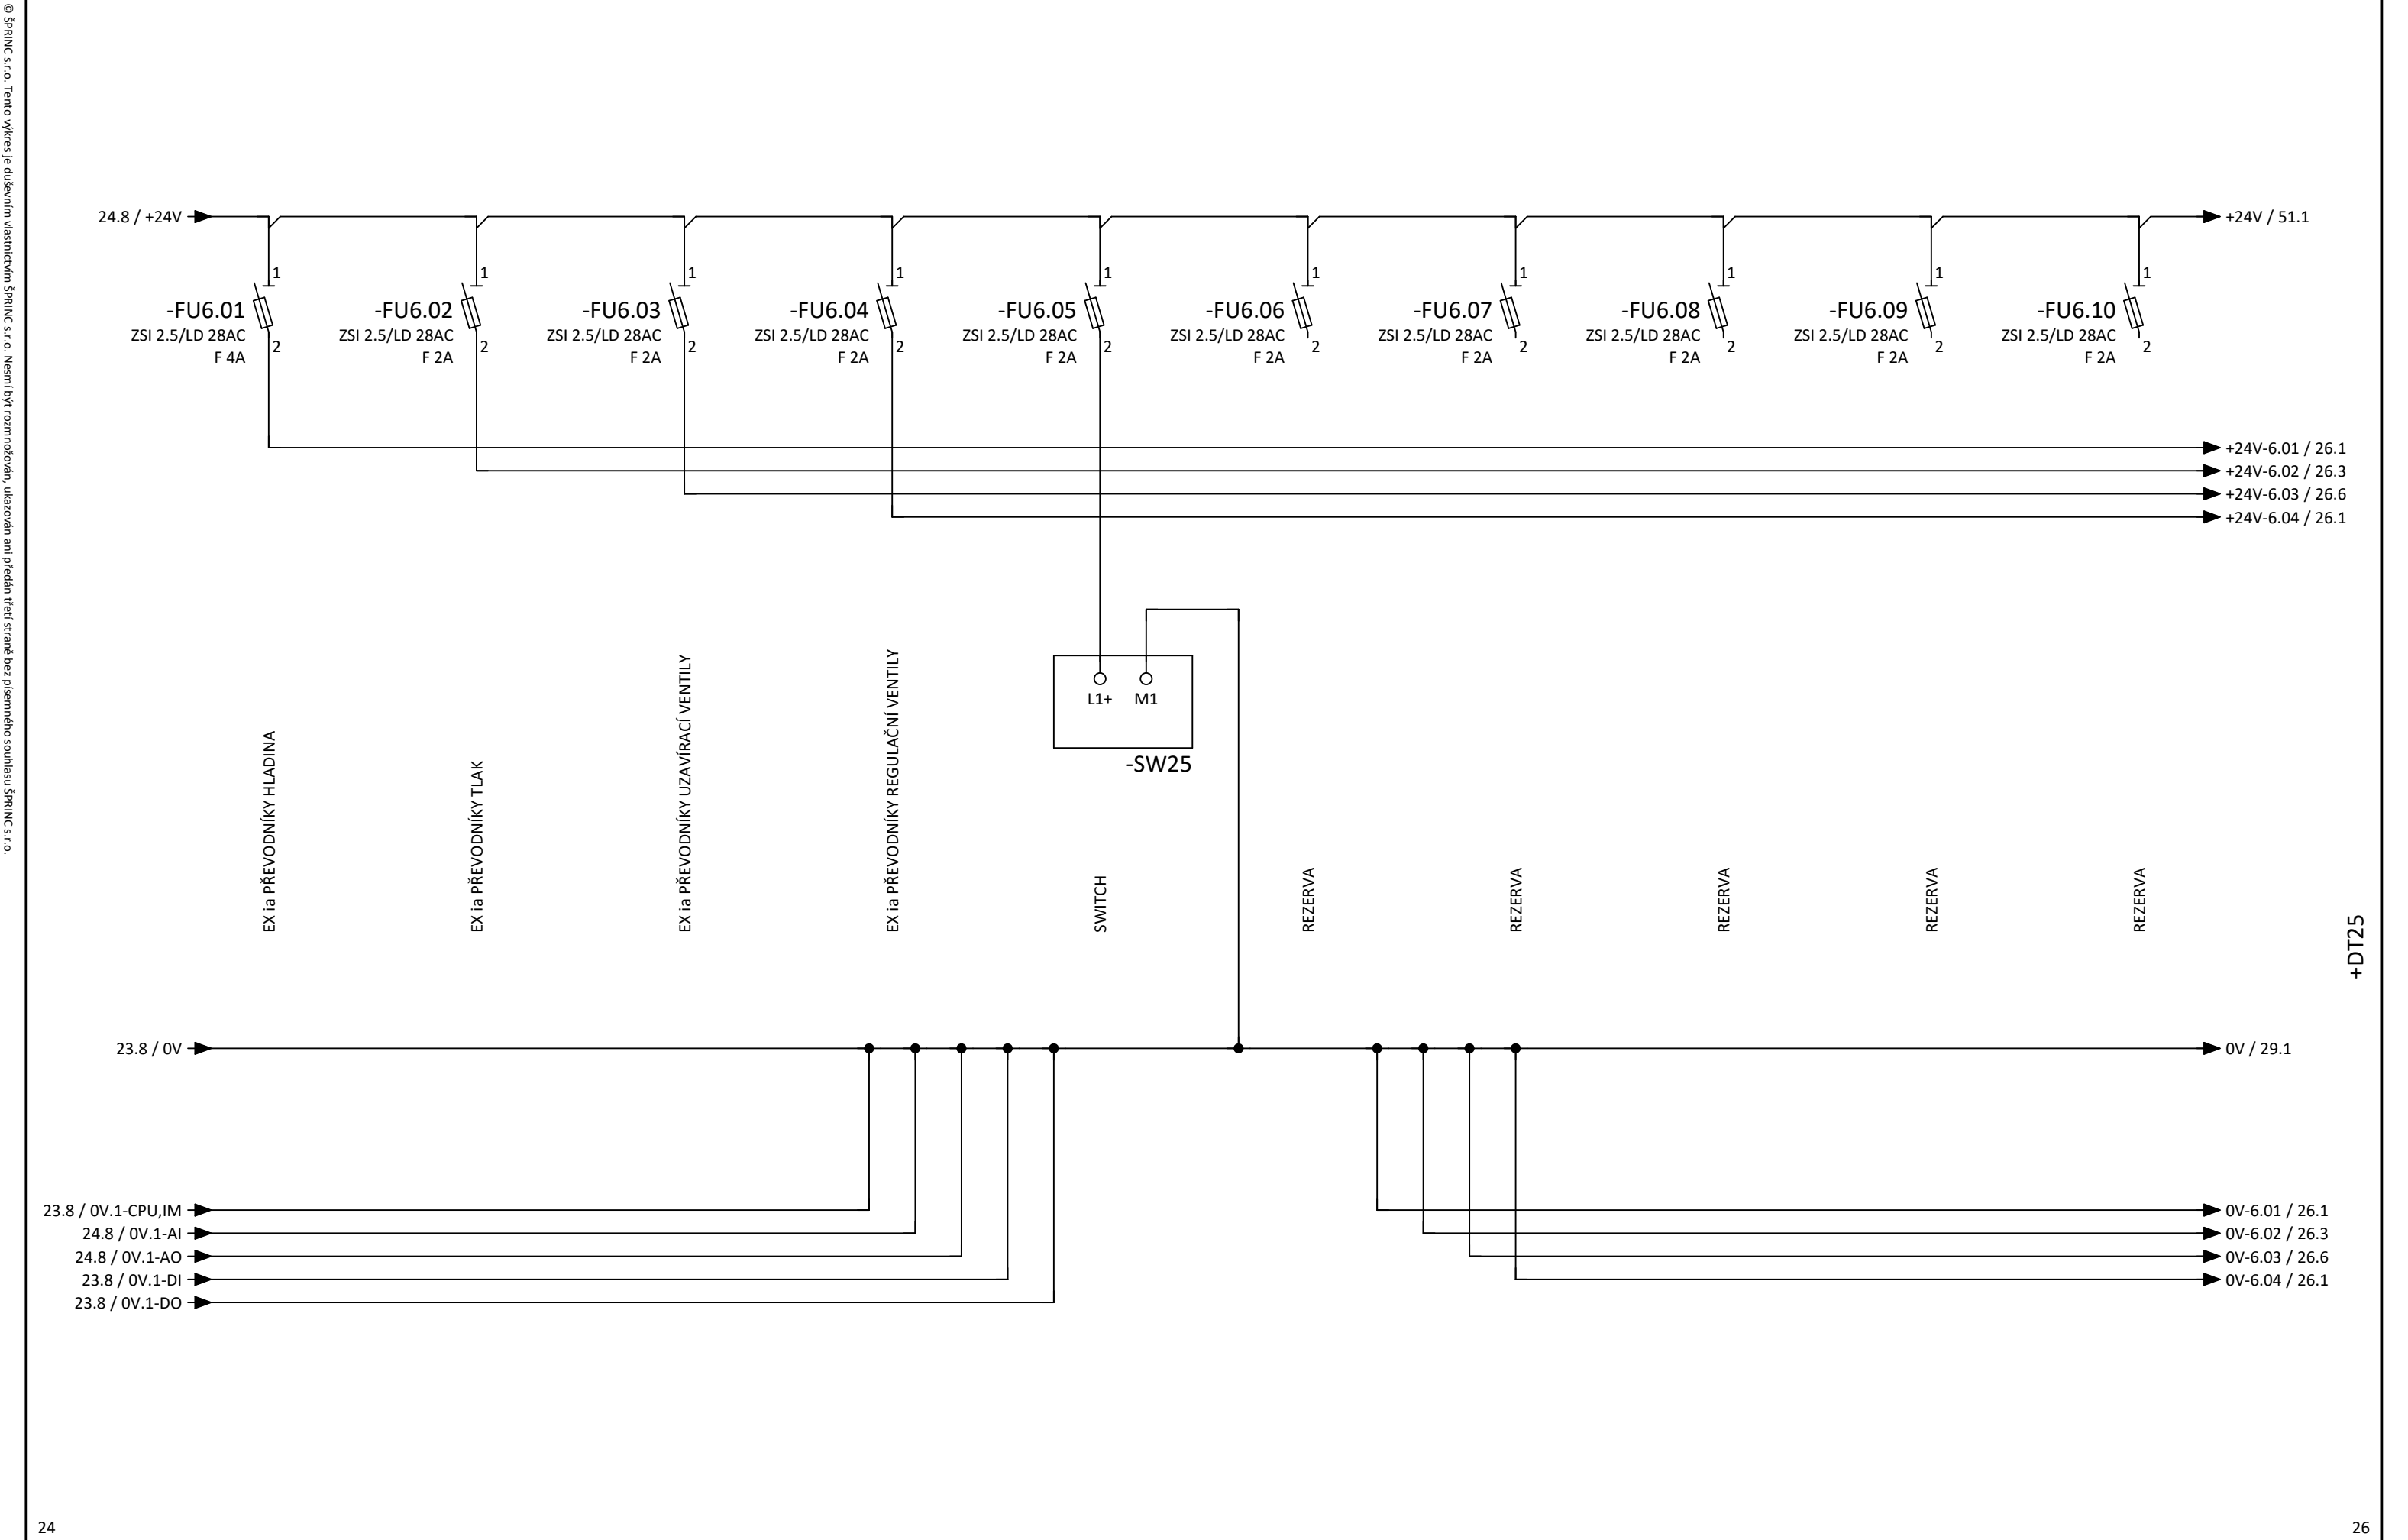 © ŠPRINC s.r.o. Tento výkres je duševním vlastnictvím ŠPRINC s.r.o. Nesmí být rozmnožován, ukazován ani předán třetí straně bez písemného souhlasu ŠPRINC s.r.o.
24.8 / +24V
+24V / 51.1
1
1
1
1
1
1
1
1
1
1
-FU6.01
ZSI 2.5/LD 28AC
F 4A
2
-FU6.02
ZSI 2.5/LD 28AC
F 2A
2
-FU6.03
ZSI 2.5/LD 28AC
F 2A
2
-FU6.04
ZSI 2.5/LD 28AC
F 2A
2
-FU6.05
ZSI 2.5/LD 28AC
F 2A
2
-FU6.06
ZSI 2.5/LD 28AC
F 2A
2
-FU6.07
ZSI 2.5/LD 28AC
F 2A
2
-FU6.08
ZSI 2.5/LD 28AC
F 2A
2
-FU6.09
ZSI 2.5/LD 28AC
F 2A
2
-FU6.10
ZSI 2.5/LD 28AC
F 2A
2
+24V-6.01 / 26.1
+24V-6.02 / 26.3
+24V-6.03 / 26.6
+24V-6.04 / 26.1
L1+
M1
-SW25
EX ia PŘEVODNÍKY HLADINA
EX ia PŘEVODNÍKY TLAK
EX ia PŘEVODNÍKY UZAVÍRACÍ VENTILY
EX ia PŘEVODNÍKY REGULAČNÍ VENTILY
SWITCH
REZERVA
REZERVA
REZERVA
REZERVA
REZERVA
+DT25
23.8 / 0V
0V / 29.1
23.8 / 0V.1-CPU,IM
24.8 / 0V.1-AI
24.8 / 0V.1-AO
23.8 / 0V.1-DI
23.8 / 0V.1-DO
0V-6.01 / 26.1
0V-6.02 / 26.3
0V-6.03 / 26.6
0V-6.04 / 26.1
24
26